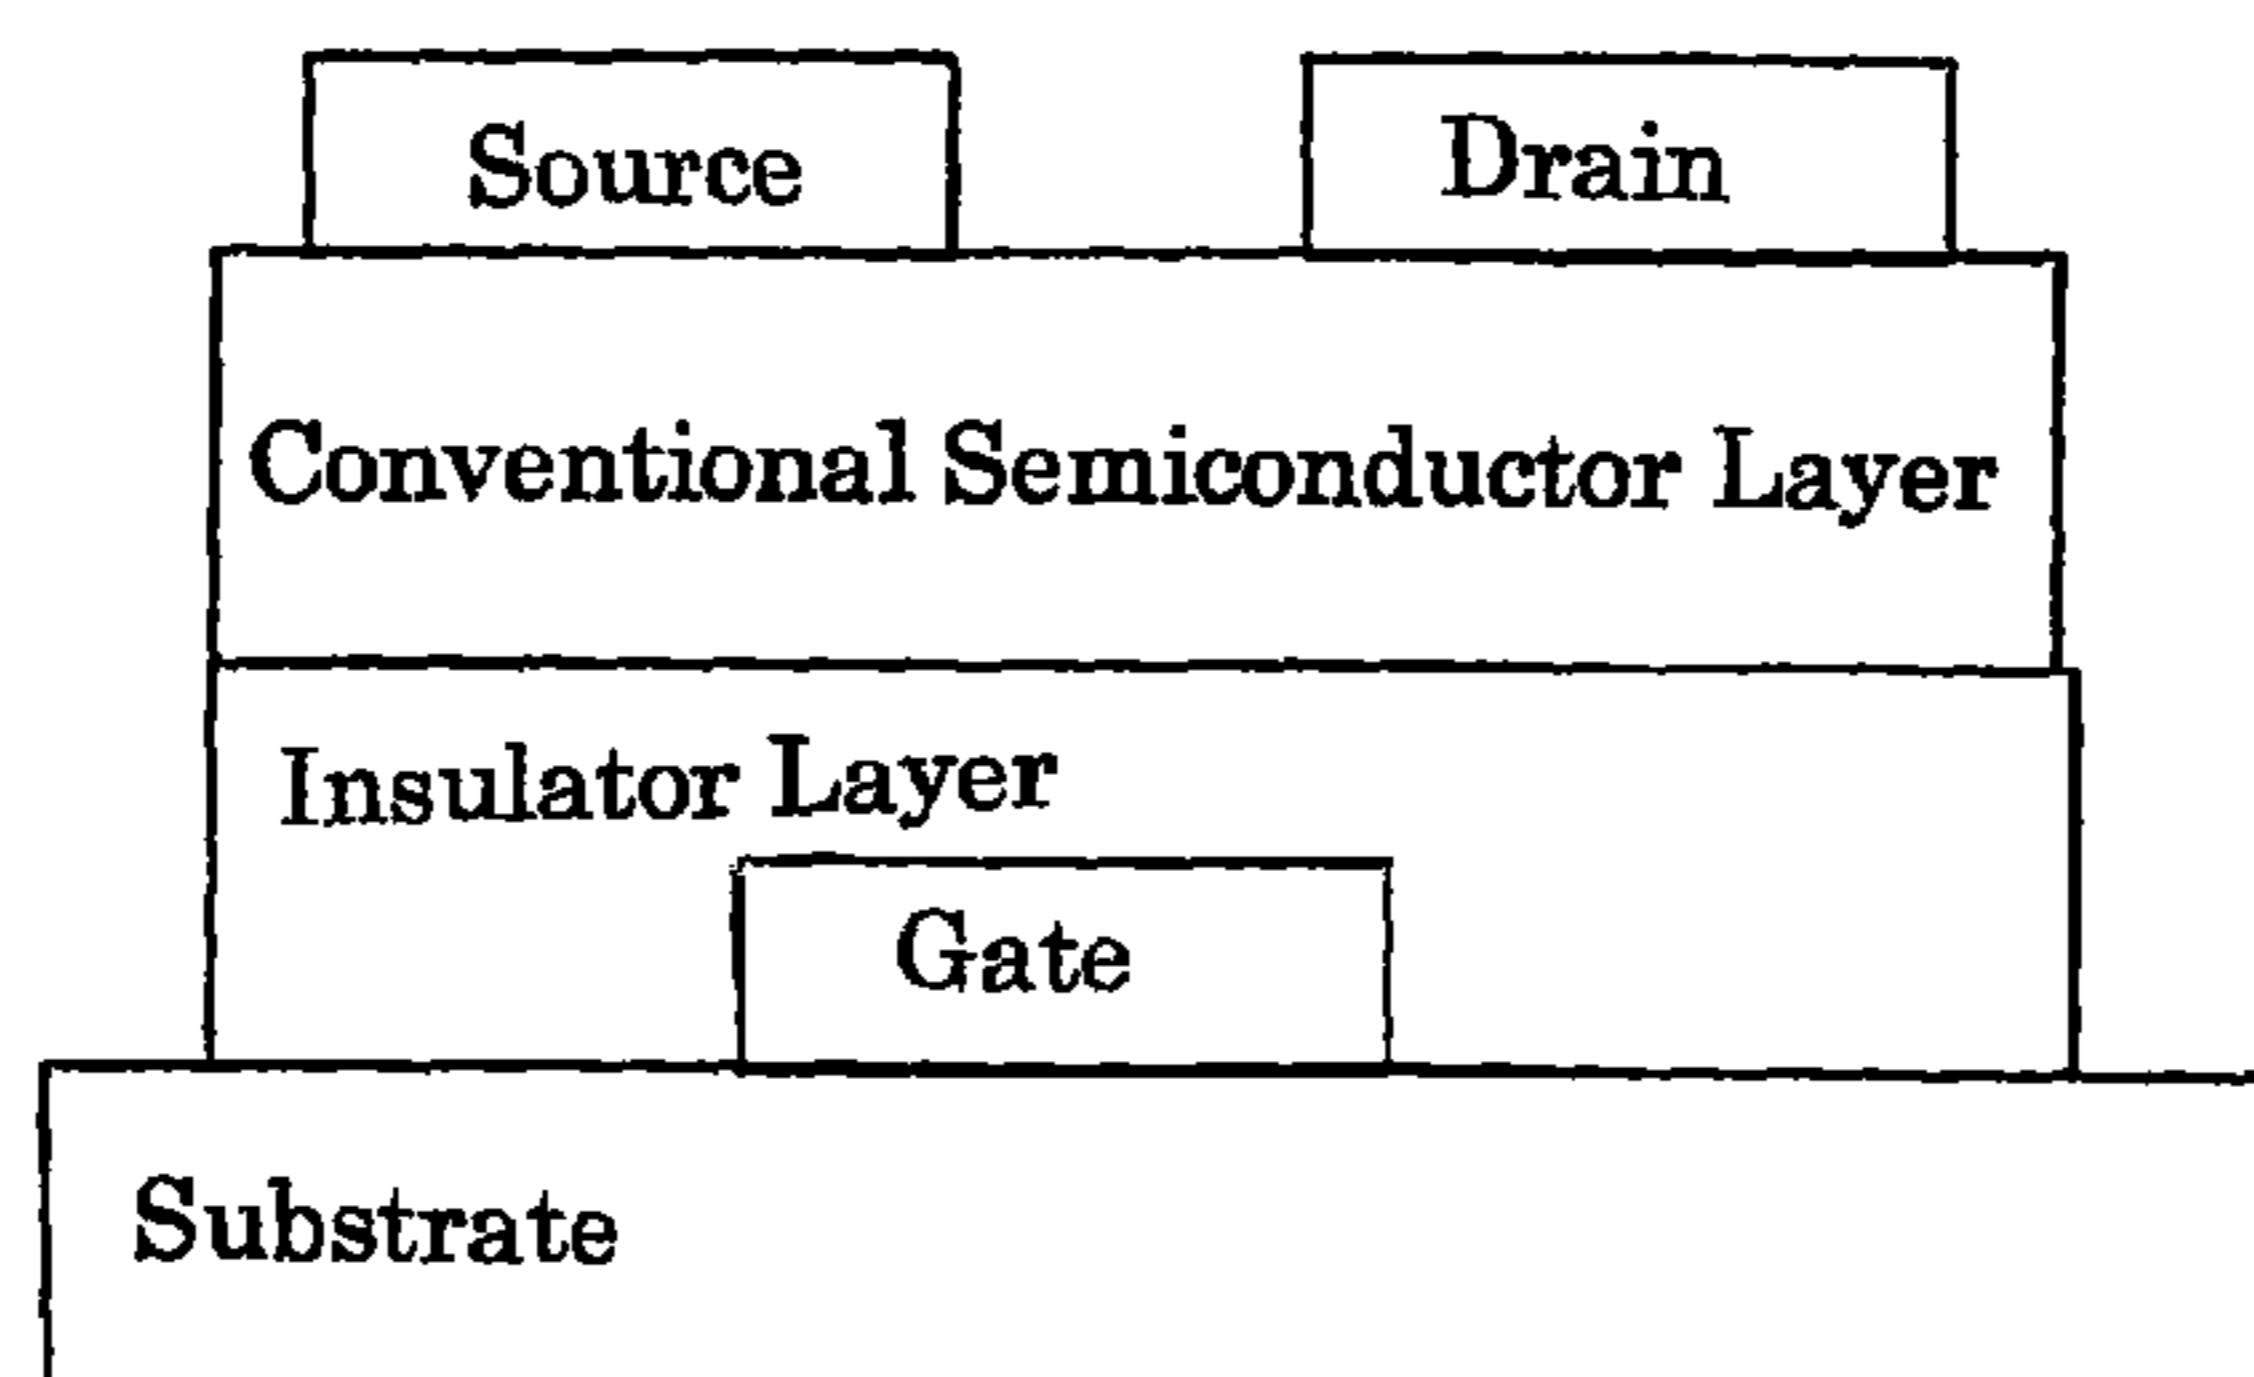 Source
Drain
Conventional Semiconductor Layer
Insulator Layer
Gate
Substrate